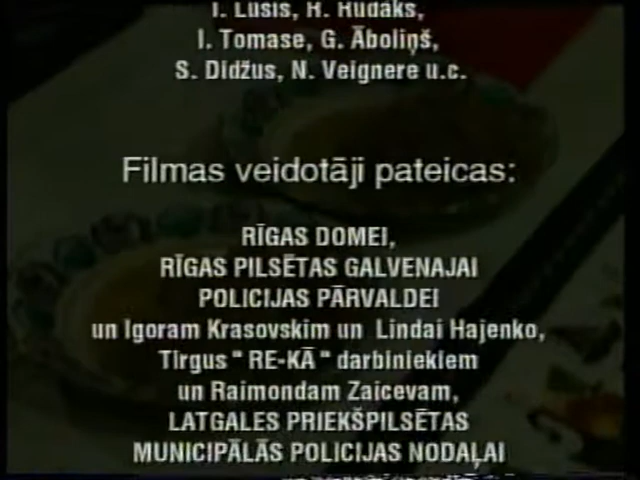 I. Lūsis, R. Rudāks,
I. Tomase, G. Āboliņš,
S. Didžus, N. Veignere u.c.
Filmas veidotāji pateicas:
RĪGAS DOMEI,
RĪGAS PILSĒTAS GALVENAJAI
POLICIJAS PĀRVALDEI
un Igoram Krasovskim un Lindai Hajenko,
Tirgus " RE-KĀ " darbiniekiem
un Raimondam Zaicevam,
LATGALES PRIEKŠPILSĒTAS
MUNICIPĀLĀS POLICIJAS NODAĻAI